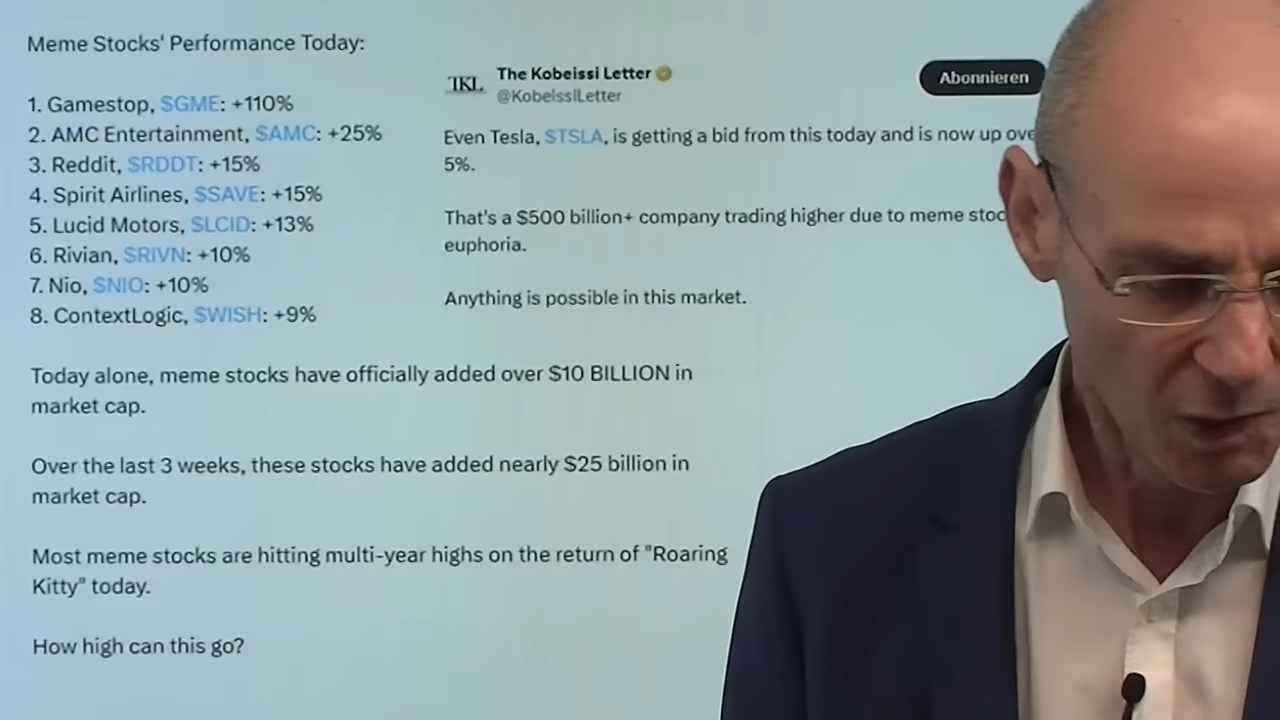 Meme Stocks' Performance Today:
1. Gamestop, $GME: +110%
2. AMC Entertainment, $AMC: +25%
3. Reddit, $RDDT: +15%
4. Spirit Airlines, $SAVE: +15%
5. Lucid Motors, $LCID: +13%
6. Rivian, $RIVN: +10%
7. Nio, $NIO: +10%
8. ContextLogic, $WISH: +9%
Today alone, meme stocks have officially added over $10 BILLION in
market cap.
Over the last 3 weeks, these stocks have added nearly $25 billion in
market cap.
Most meme stocks are hitting multi-year highs on the return of "Roaring
Kitty" today.
How high can this go?
TKL
The Kobeissi Letter
@KobeissiLetter
Abonnieren
Even Tesla, $TSLA, is getting a bid from this today and is now up
5%.
That's a $500 billion+ company trading higher due to meme
euphoria.
Anything is possible in this market.